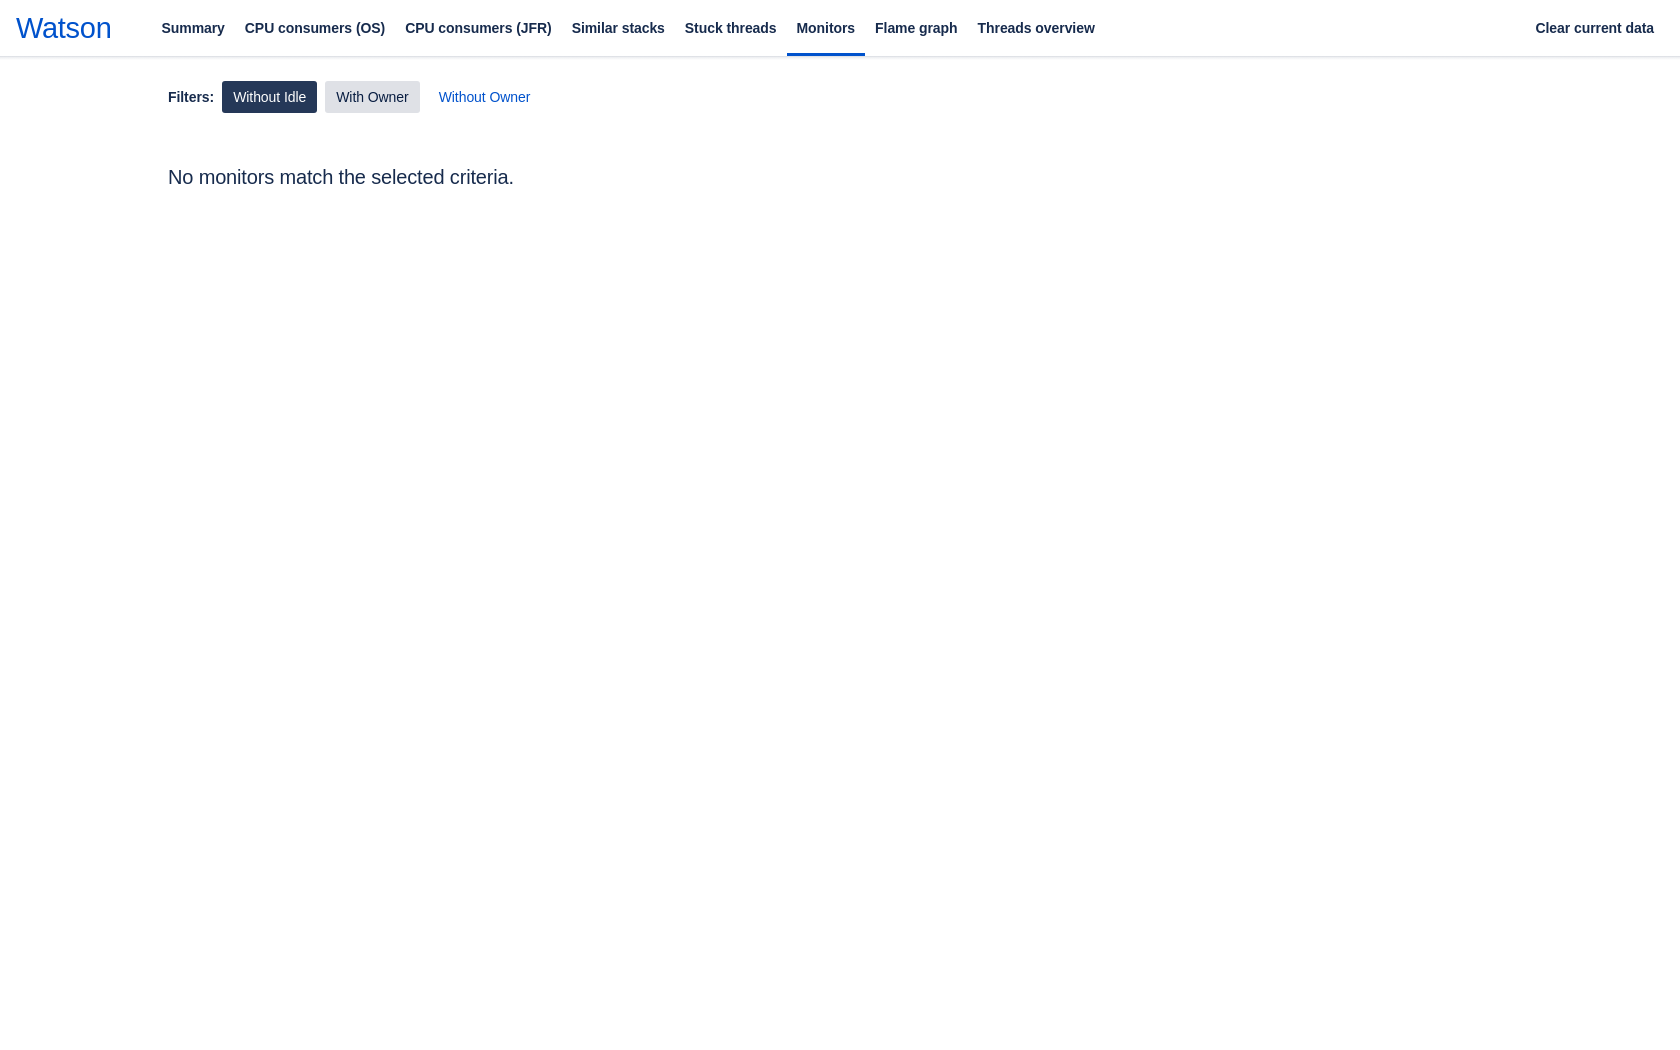 Watson
Summary CPU consumers (OS) CPU consumers (JFR) Similar stacks Stuck threads Monitors Flame graph Threads overview Clear current data
Filters: Without Idle With Owner Without Owner
No monitors match the selected criteria.